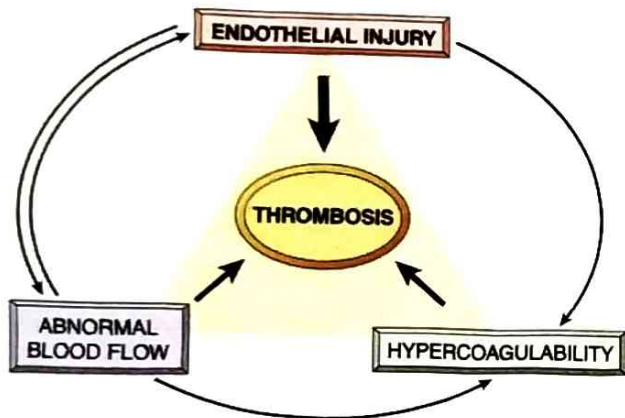 ENDOTHELIAL INJURY
THROMBOSIS
ABNORMAL
BLOOD FLOW
HYPERCOAGULABILITY